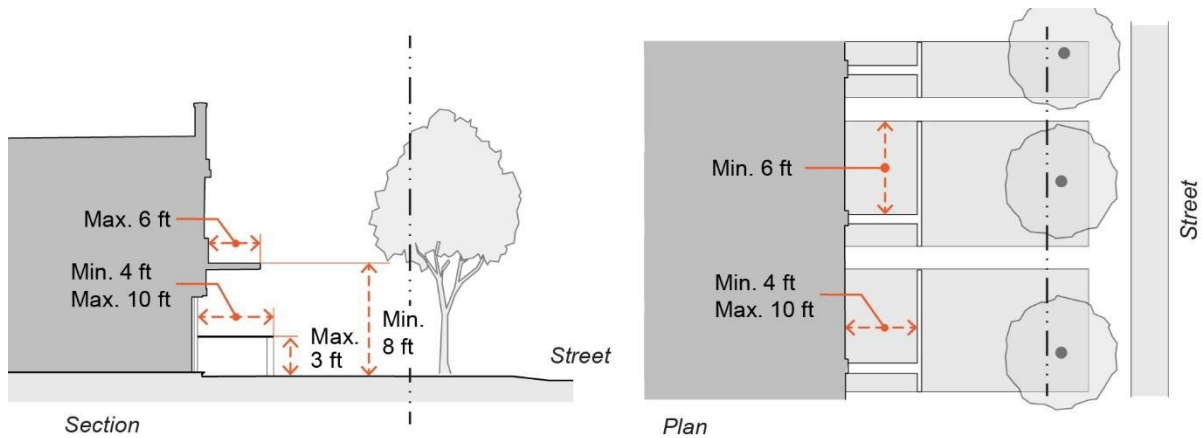 Max. 6 ft
Min. 4 ft
Max. 10 ft
Max.
3 ft
Min.
8 ft
Street
Section
Min. 6 ft
Min. 4 ft
Max. 10 ft
Street
Plan